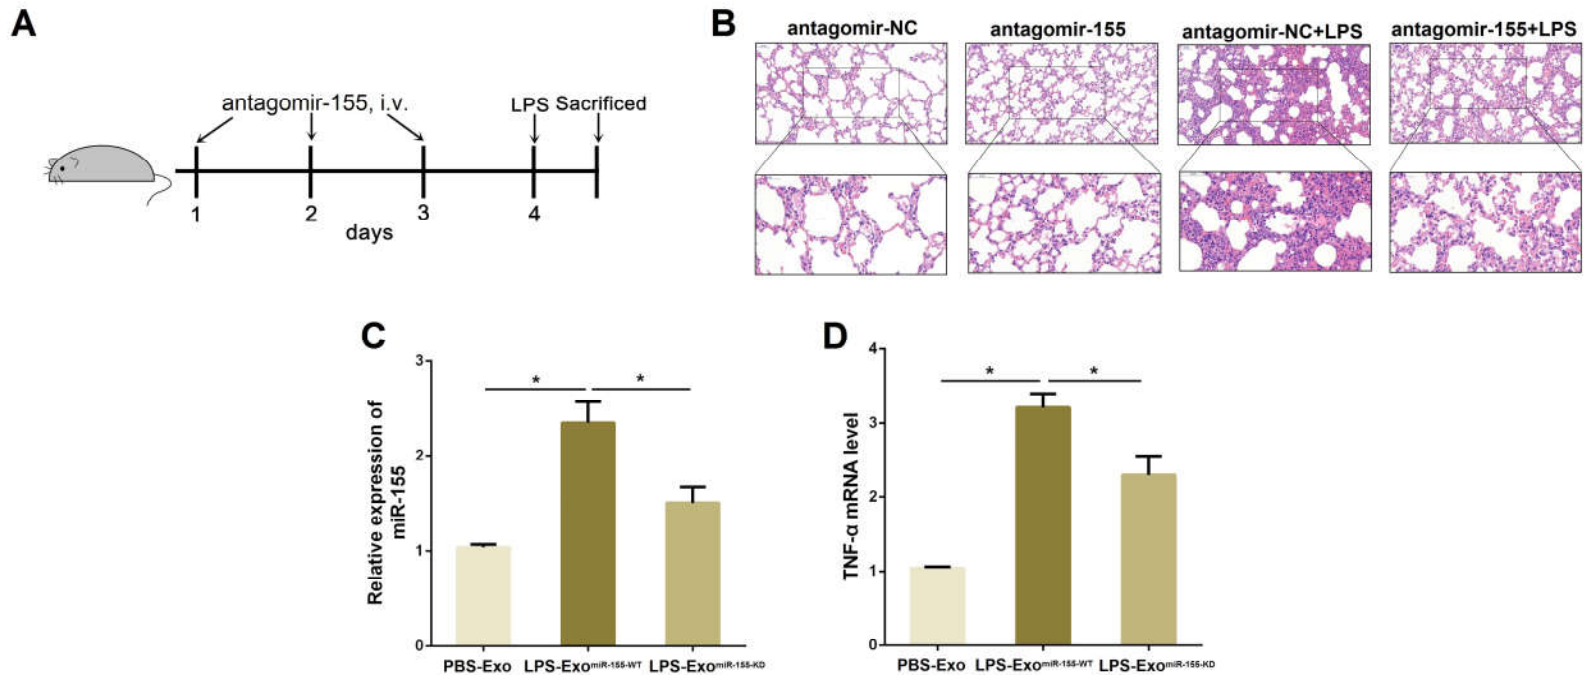 A
antagomir-155, i.v.
LPS Sacrificed
1
2
3
4
days
B
antagomir-NC
antagomir-155
antagomir-NC+LPS
antagomir-155+LPS
C
Relative expression of
miR-155
3
2
1
0
*
*
PBS-Exo
LPS-ExomiR-155-WT
LPS-ExomiR-155-KD
D
TNF-α mRNA level
4
3
2
1
0
*
*
PBS-Exo
LPS-ExomiR-155-WT
LPS-ExomiR-155-KD